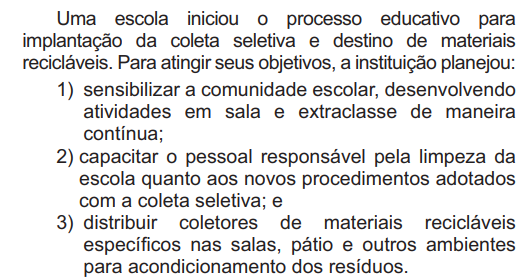 Uma escola iniciou o processo educativo para
implantação da coleta seletiva e destino de materiais
recicláveis. Para atingir seus objetivos, a instituição planejou:
1) sensibilizar a comunidade escolar, desenvolvendo
atividades em sala e extraclasse de maneira
contínua;
2) capacitar o pessoal responsável pela limpeza da
escola quanto aos novos procedimentos adotados
com a coleta seletiva; e
3) distribuir coletores de materiais recicláveis
específicos nas salas, pátio e outros ambientes
para acondicionamento dos resíduos.